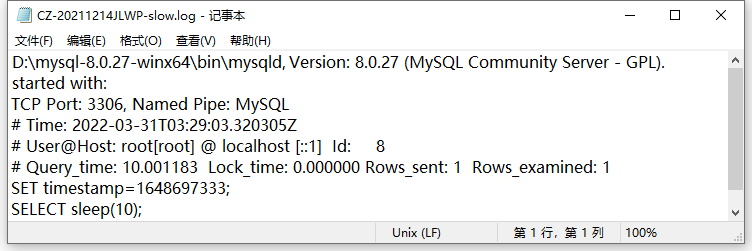 CZ-20211214JLWP-slow.log - 记事本
文件(F) 编辑(E) 格式(O) 查看(V) 帮助(H)
D:\mysql-8.0.27-winx64\bin\mysqld, Version: 8.0.27 (MySQL Community Server - GPL).
started with:
TCP Port: 3306, Named Pipe: MySQL
# Time: 2022-03-31T03:29:03.320305Z
# User@Host: root[root] @ localhost [::1]  Id:     8
# Query_time: 10.001183  Lock_time: 0.000000 Rows_sent: 1  Rows_examined: 1
SET timestamp=1648697333;
SELECT sleep(10);
Unix (LF) 第 1 行，第 1 列 100%